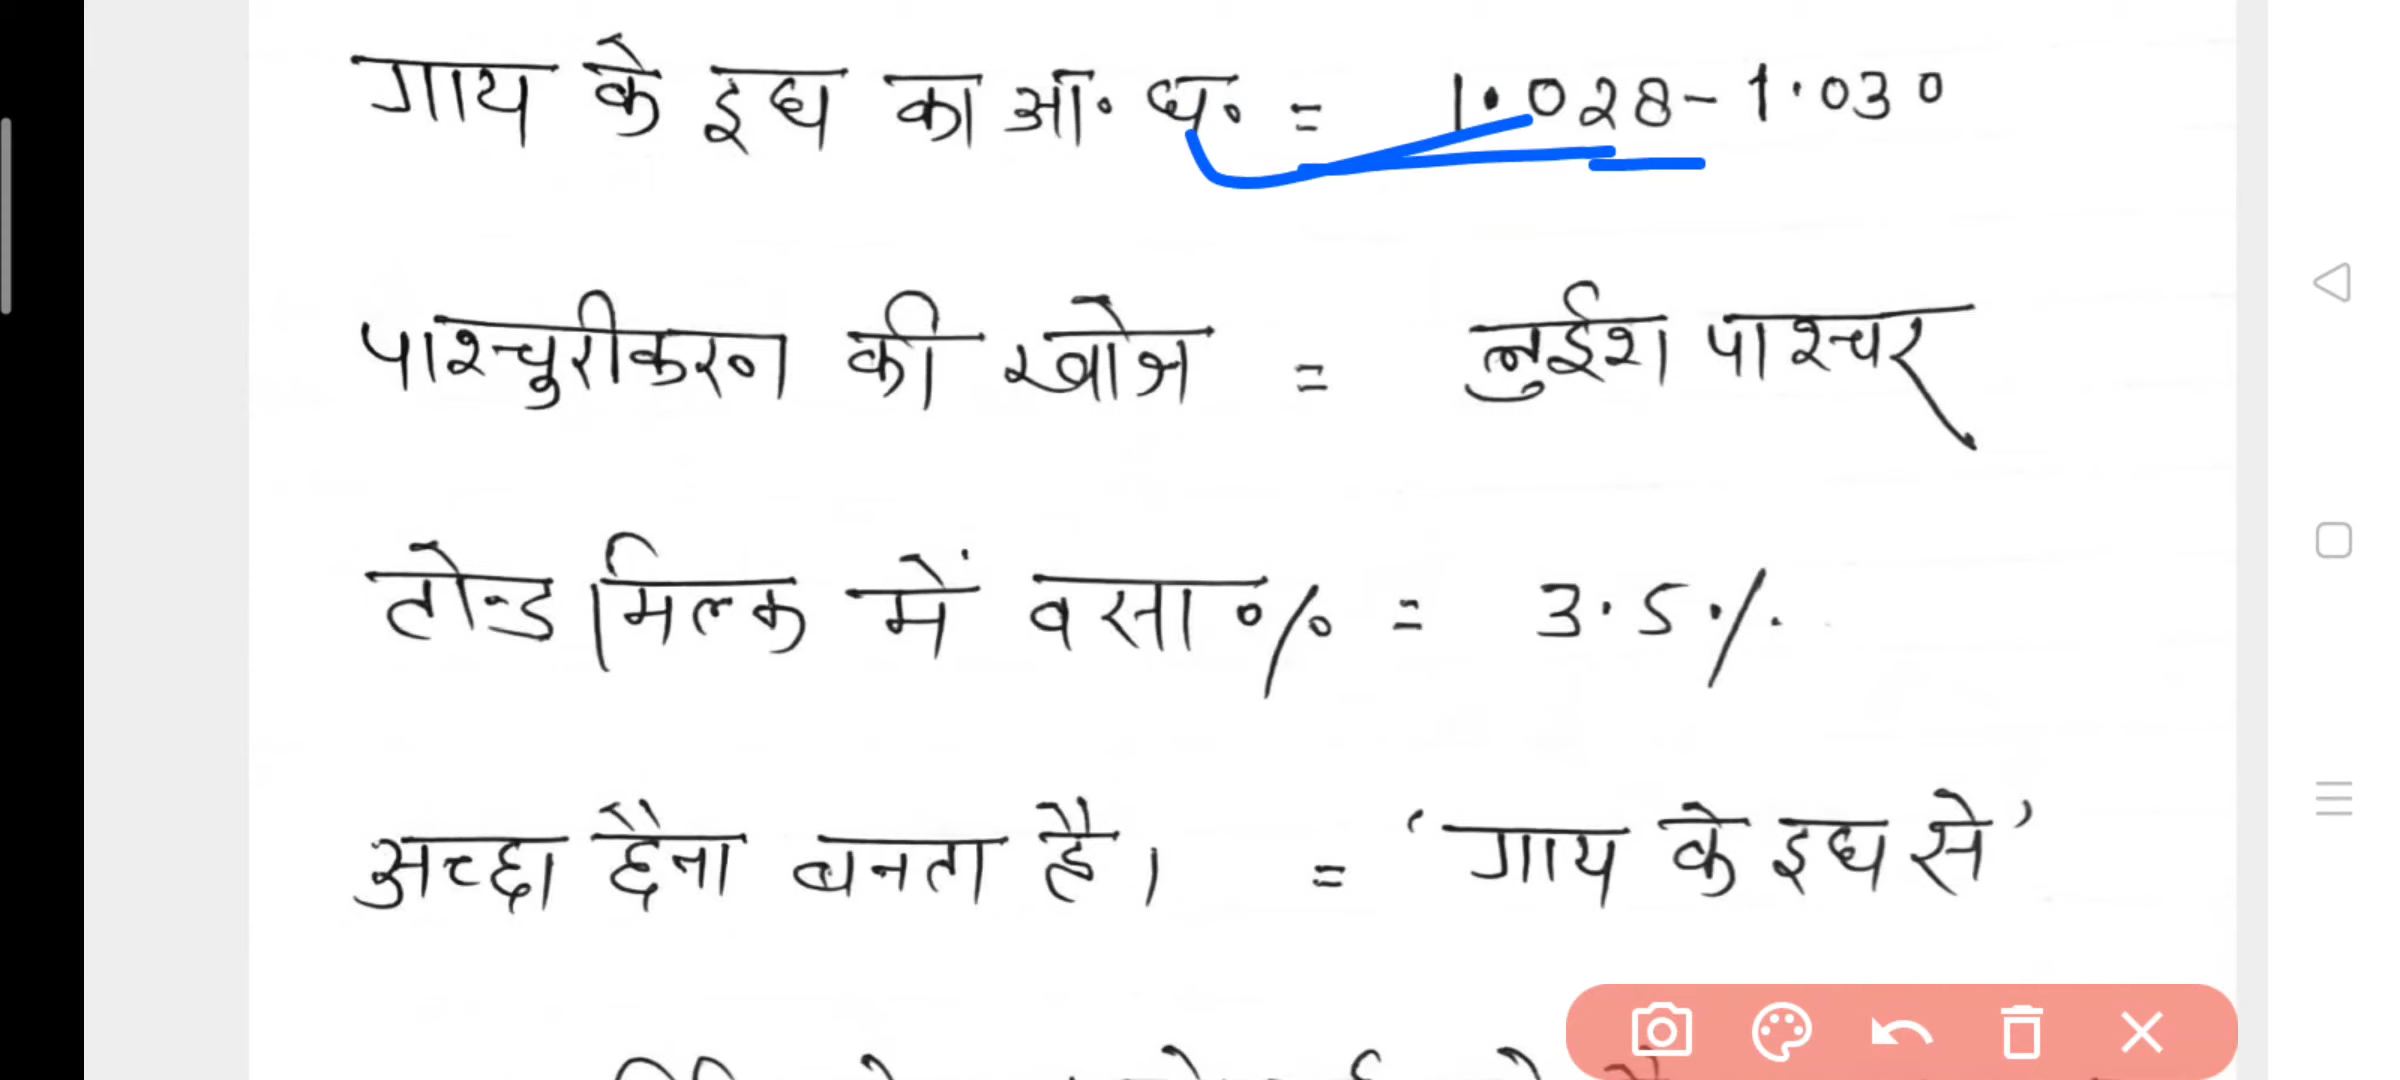 गाय के दूध का आ॰ घ॰ = 1.028-1.030
पाश्चुरीकरण की खोज = लुईश पाश्चर
टोन्ड मिल्क में वसा % = 3.5%
अच्छा छैना बनता है। = 'गाय के दूध से'